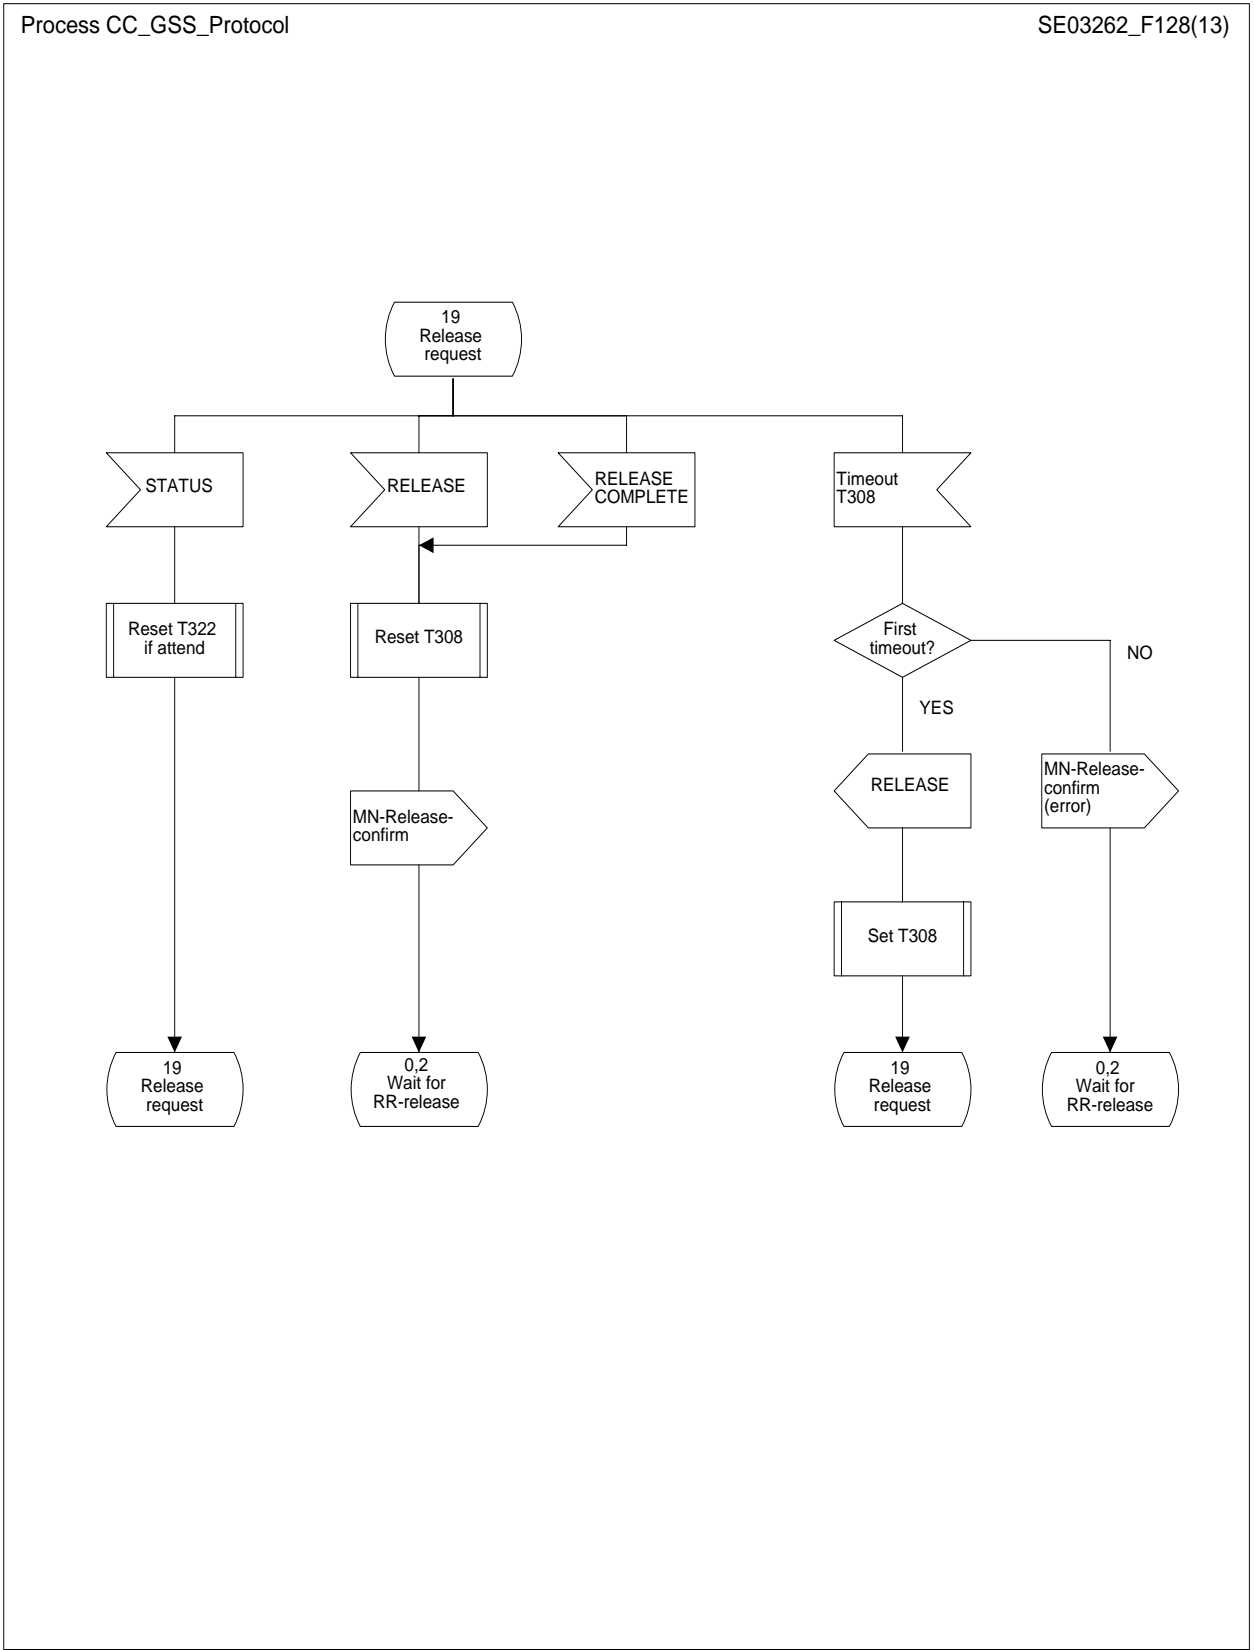 Process CC_GSS_Protocol
SE03262_F128(13)
19
Release
request
STATUS
RELEASE
RELEASE
COMPLETE
Timeout
T308
Reset T322
if attend
Reset T308
First
timeout?
NO
YES
MN-Release-
confirm
RELEASE
MN-Release-
confirm
(error)
Set T308
19
Release
request
0,2
Wait for
RR-release
19
Release
request
0,2
Wait for
RR-release